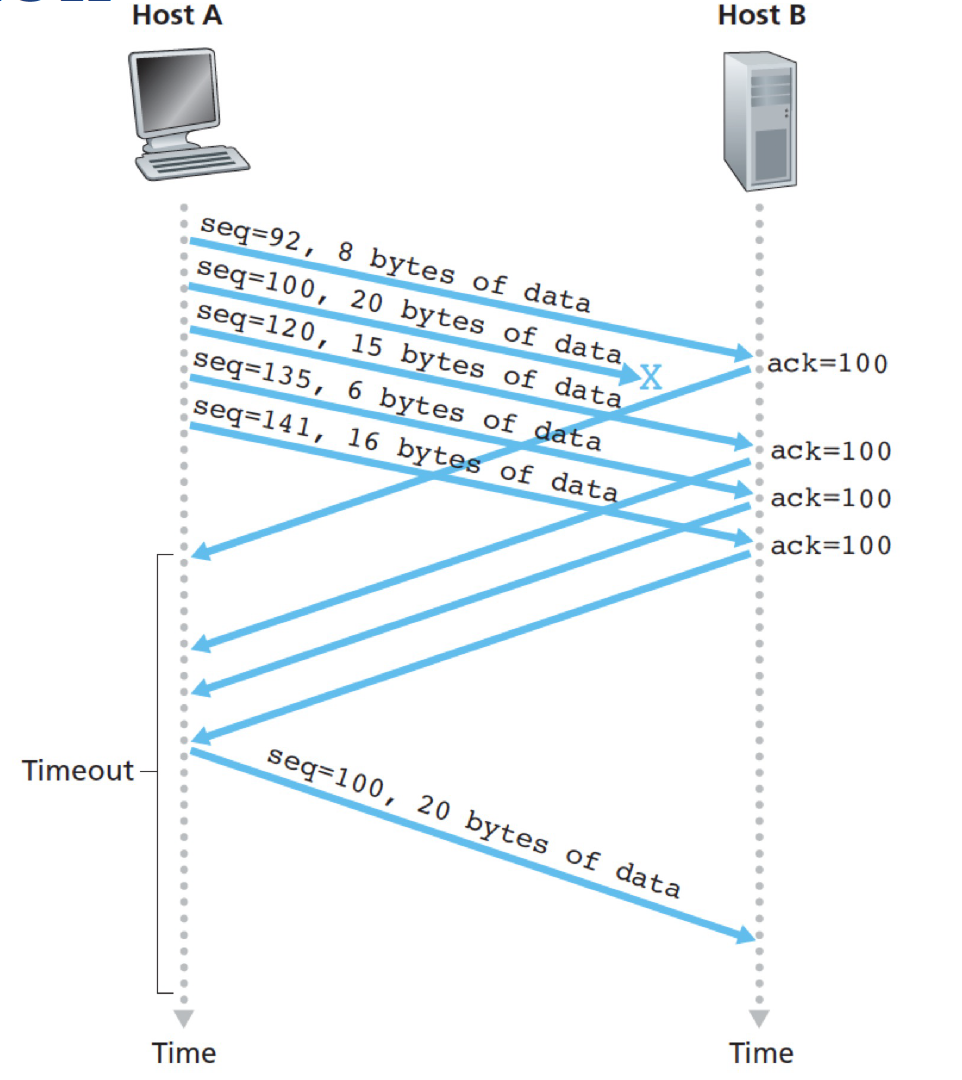 Host A
Host B
seq=92, 8 bytes of data
seq=100, 20 bytes of data
X
seq=120, 15 bytes of data
seq=135, 6 bytes of data
seq=141, 16 bytes of data
ack=100
ack=100
ack=100
ack=100
Timeout
seq=100, 20 bytes of data
Time
Time